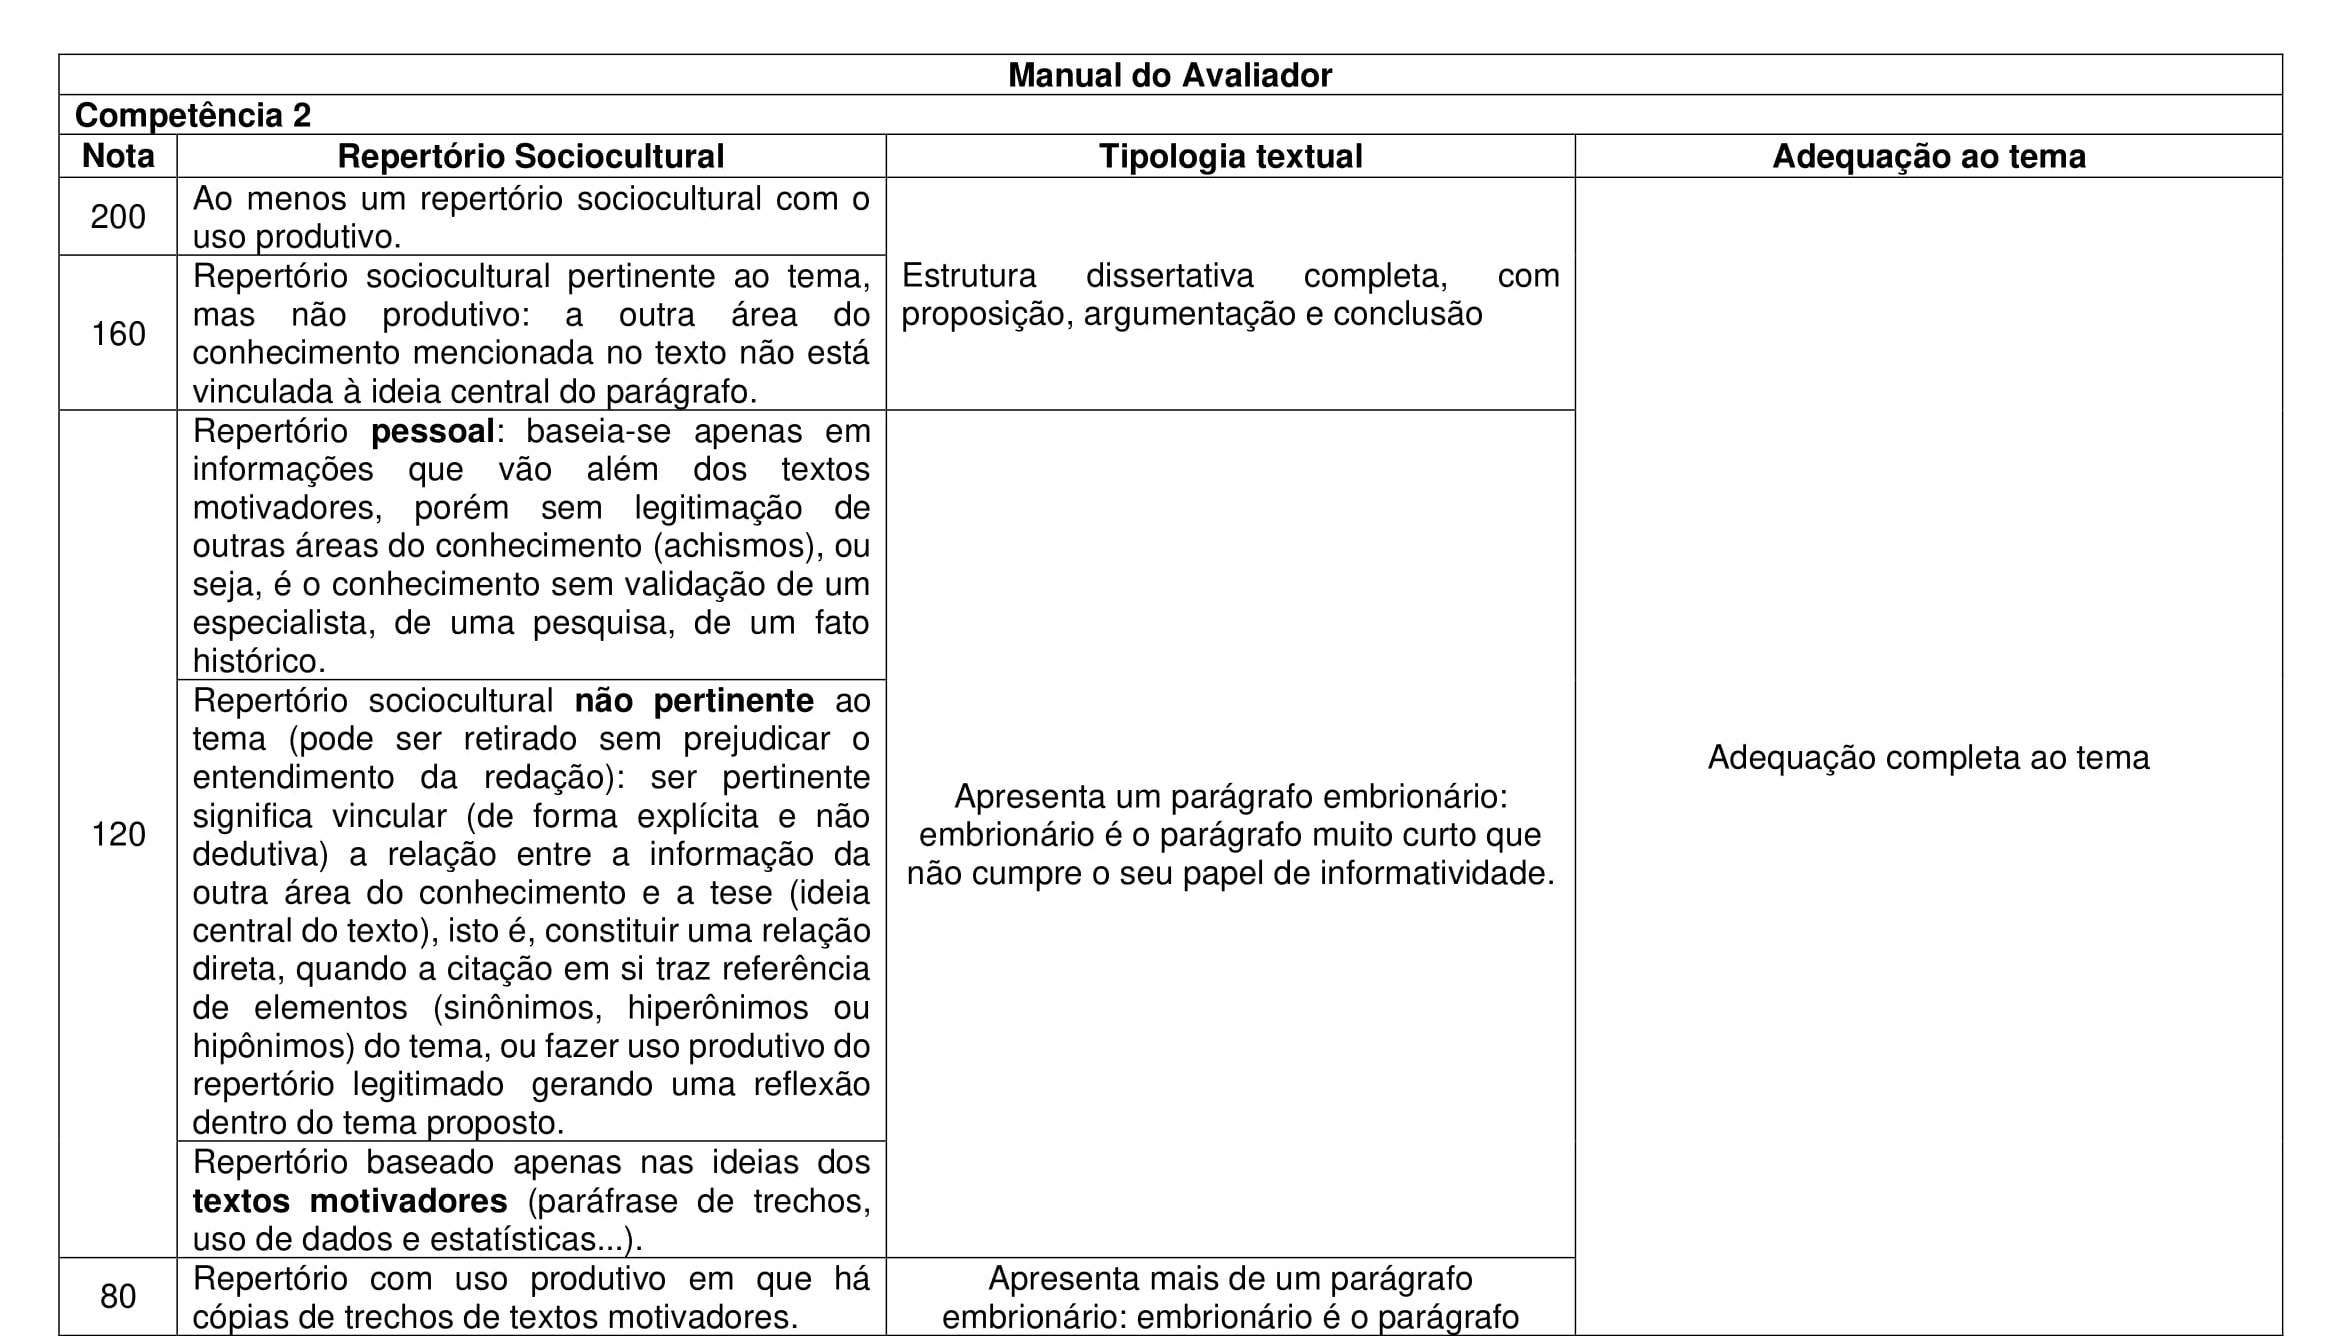 Manual do Avaliador
Competência 2
Nota
Repertório Sociocultural
Tipologia textual
Adequação ao tema
200
Ao menos um repertório sociocultural com o
uso produtivo.
Estrutura dissertativa completa, com
proposição, argumentação e conclusão
Adequação completa ao tema
160
Repertório sociocultural pertinente ao tema,
mas não produtivo: a outra área do
conhecimento mencionada no texto não está
vinculada à ideia central do parágrafo.
120
Repertório pessoal: baseia-se apenas em
informações que vão além dos textos
motivadores, porém sem legitimação de
outras áreas do conhecimento (achismos), ou
seja, é o conhecimento sem validação de um
especialista, de uma pesquisa, de um fato
histórico.
Apresenta um parágrafo embrionário:
embrionário é o parágrafo muito curto que
não cumpre o seu papel de informatividade.
Repertório sociocultural não pertinente ao
tema (pode ser retirado sem prejudicar o
entendimento da redação): ser pertinente
significa vincular (de forma explícita e não
dedutiva) a relação entre a informação da
outra área do conhecimento e a tese (ideia
central do texto), isto é, constituir uma relação
direta, quando a citação em si traz referência
de elementos (sinônimos, hiperônimos ou
hipônimos) do tema, ou fazer uso produtivo do
repertório legitimado gerando uma reflexão
dentro do tema proposto.
Repertório baseado apenas nas ideias dos
textos motivadores (paráfrase de trechos,
uso de dados e estatísticas...).
80
Repertório com uso produtivo em que há
cópias de trechos de textos motivadores.
Apresenta mais de um parágrafo
embrionário: embrionário é o parágrafo